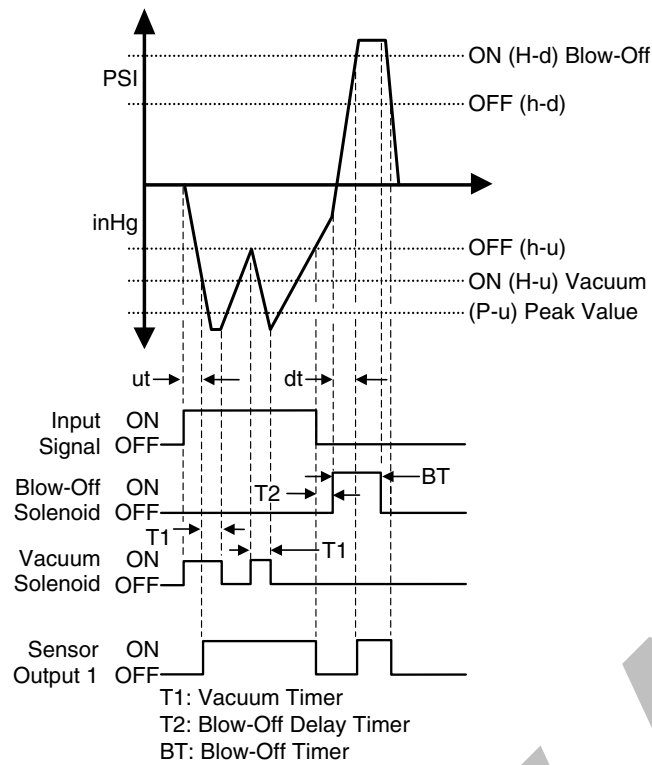 PSI
ON (H-d) Blow-Off
OFF (h-d)
inHg
OFF (h-u)
ON (H-u) Vacuum
(P-u) Peak Value
ut
dt
Input Signal ON OFF
Blow-Off Solenoid ON OFF
T2
BT
T1
T1
Vacuum Solenoid ON OFF
Sensor Output 1 ON OFF
T1: Vacuum Timer
T2: Blow-Off Delay Timer
BT: Blow-Off Timer